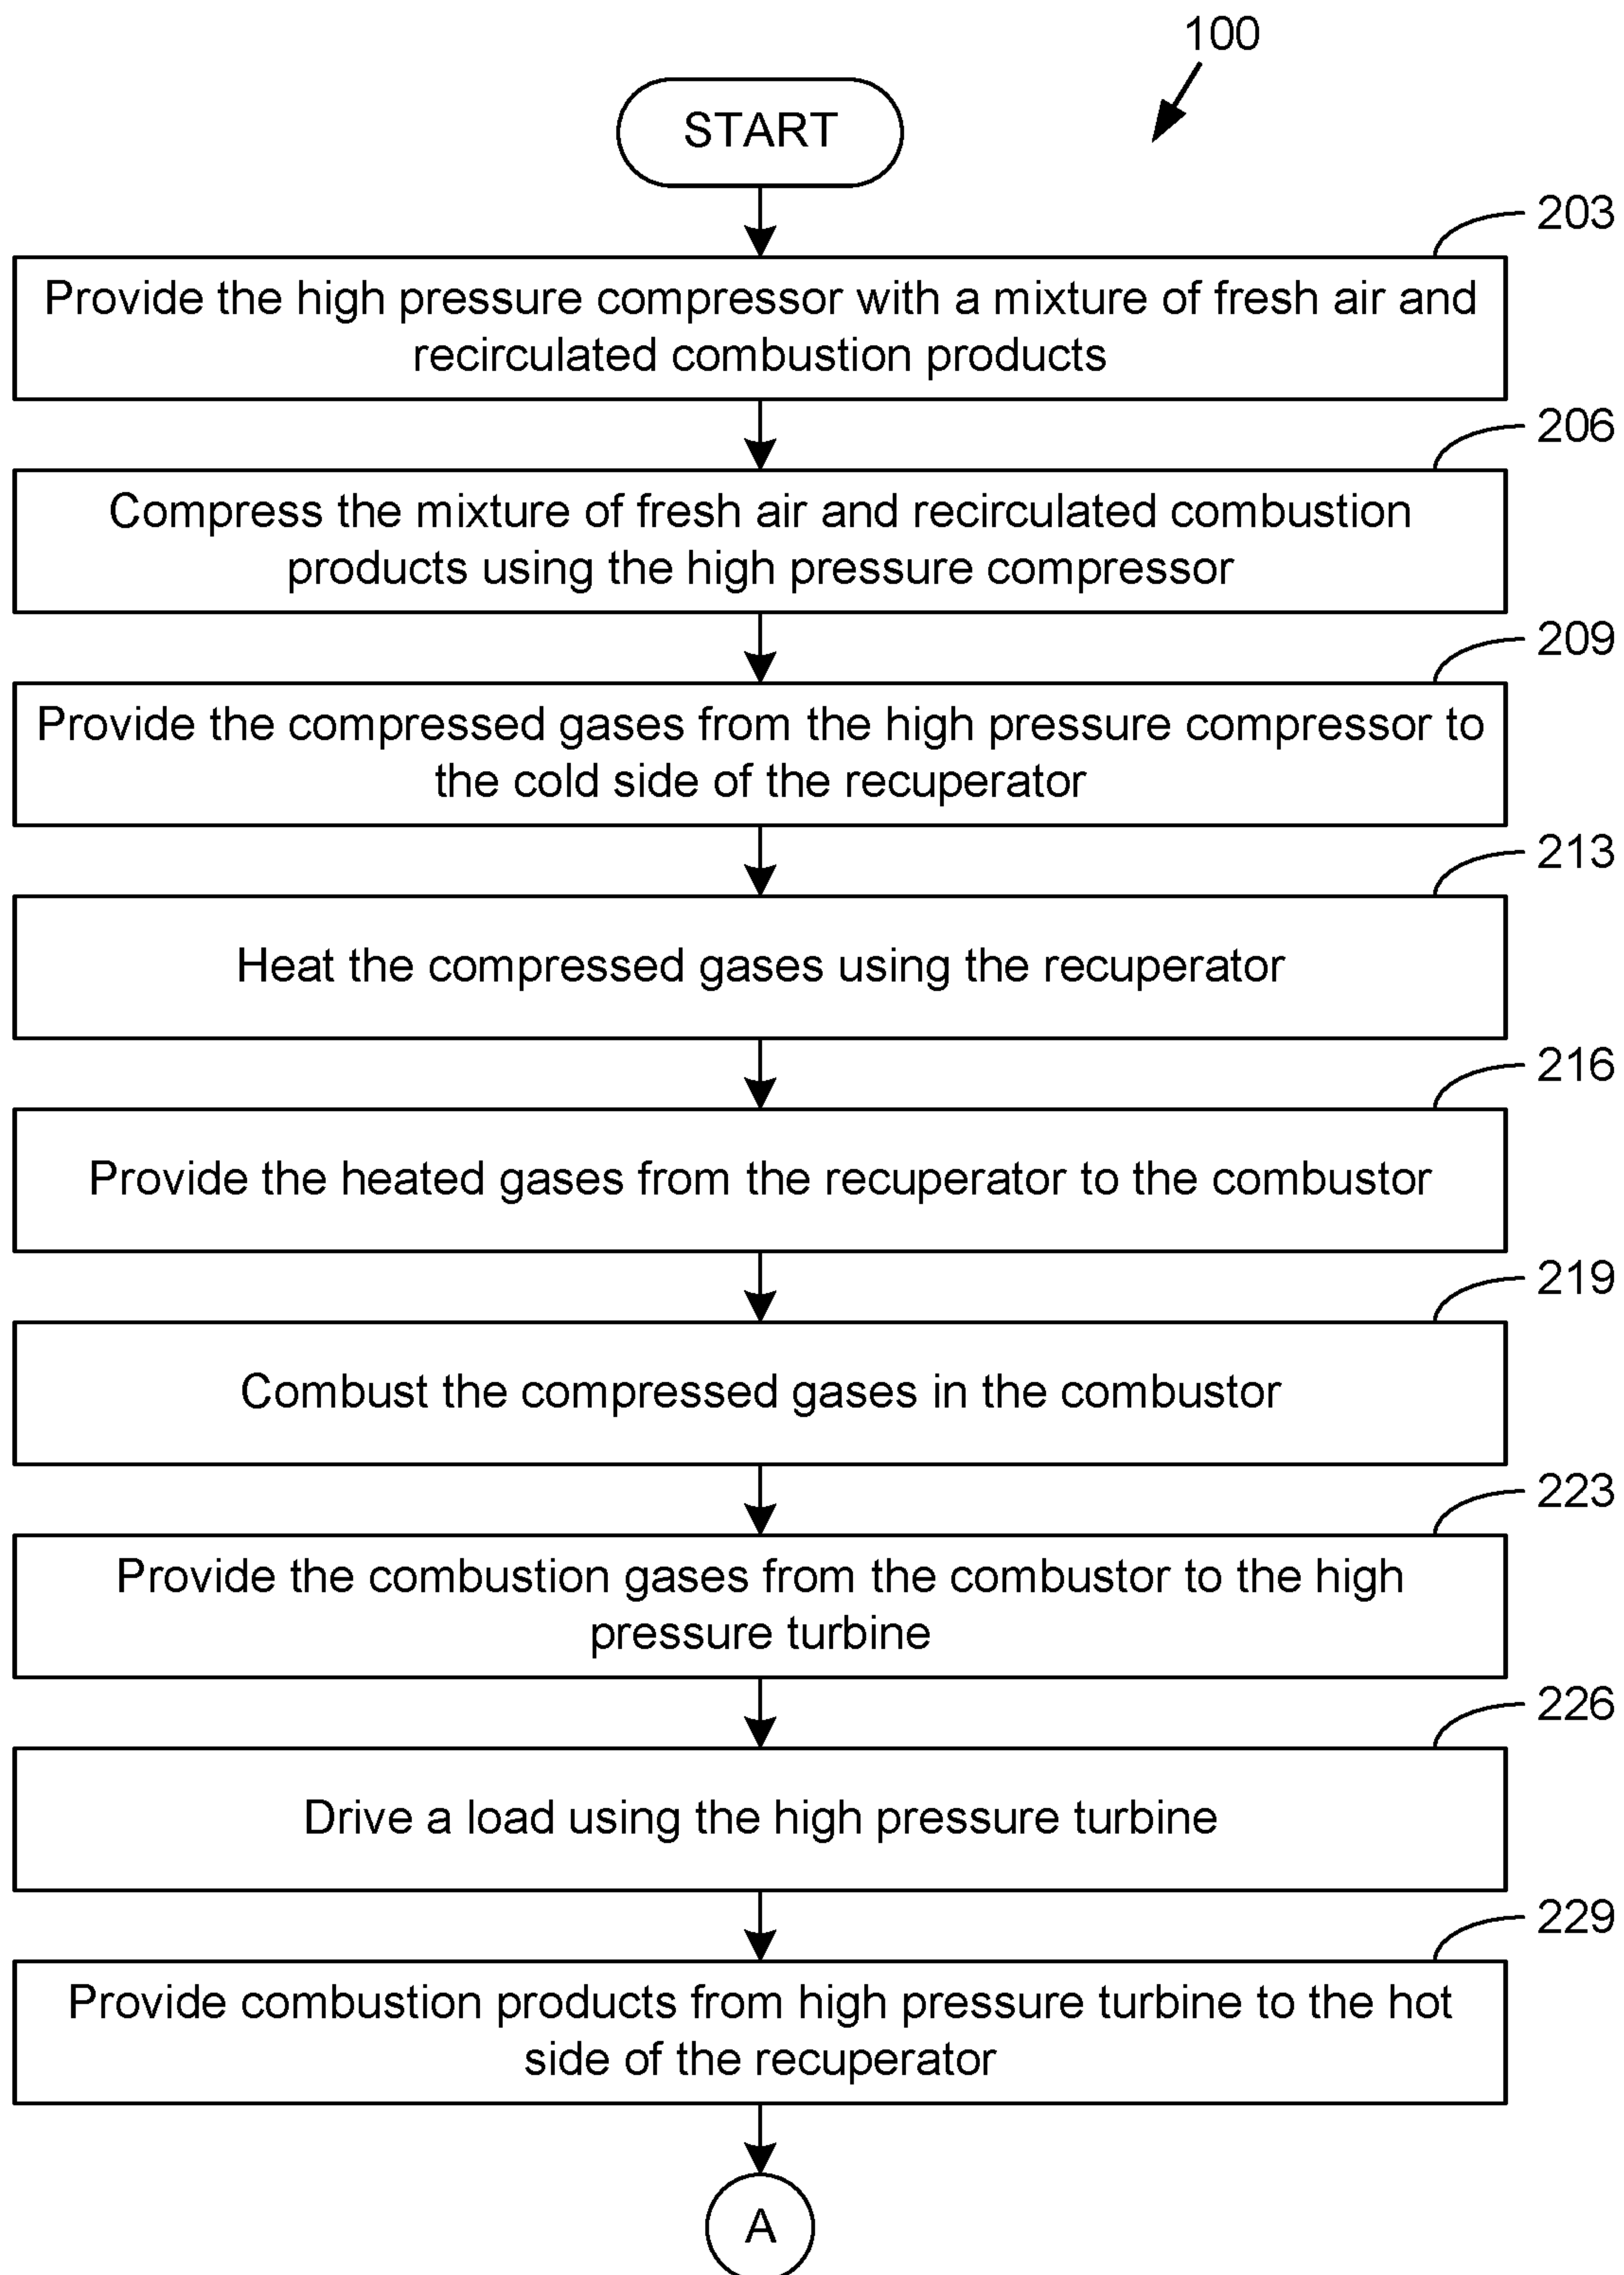 100
START
203
Provide the high pressure compressor with a mixture of fresh air and
recirculated combustion products
206
Compress the mixture of fresh air and recirculated combustion
products using the high pressure compressor
209
Provide the compressed gases from the high pressure compressor to
the cold side of the recuperator
213
Heat the compressed gases using the recuperator
216
Provide the heated gases from the recuperator to the combustor
219
Combust the compressed gases in the combustor
223
Provide the combustion gases from the combustor to the high
pressure turbine
226
Drive a load using the high pressure turbine
229
Provide combustion products from high pressure turbine to the hot
side of the recuperator
A